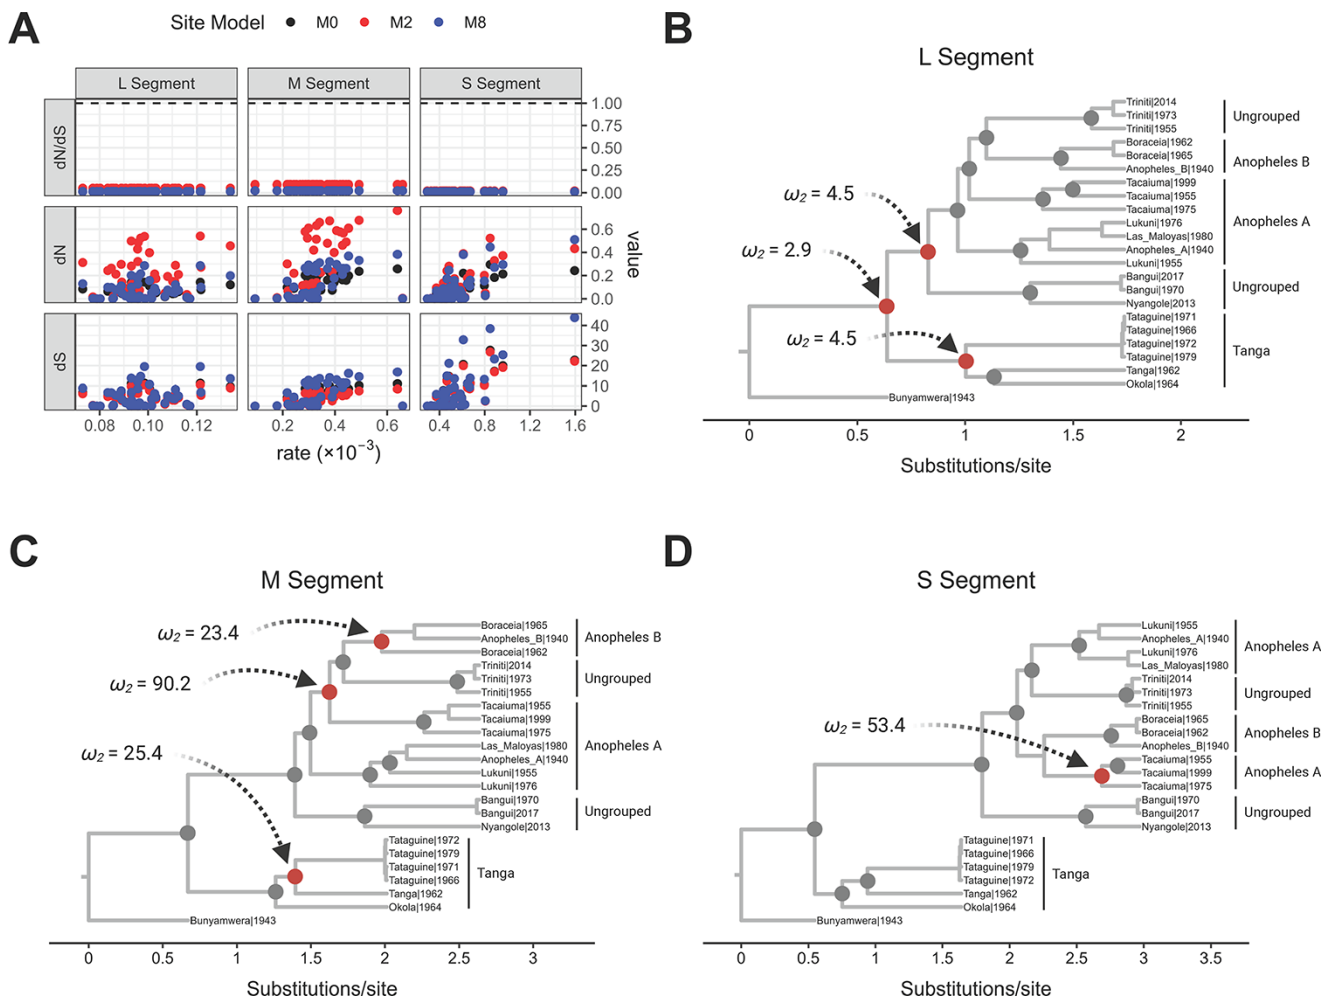 A
Site Model M0 M2 M8
L Segment M Segment S Segment
dN/dS
1.00
0.75
0.50
0.25
0.00
dN
0.6
0.4
0.2
0.0
value
dS
40
30
20
10
0
0.08 0.10 0.12 0.2 0.4 0.6 0.4 0.8 1.2 1.6
rate (×10⁻³)
B
L Segment
Triniti|2014
Triniti|1973
Triniti|1955
Ungrouped
Boraceia|1962
Boraceia|1965
Anopheles_B|1940
Anopheles B
Tacaiuma|1999
Tacaiuma|1955
Tacaiuma|1975
Lukuni|1976
Las_Maloyas|1980
Anopheles_A|1940
Lukuni|1955
Anopheles A
Bangui|2017
Bangui|1970
Nyangole|2013
Ungrouped
Tataguine|1971
Tataguine|1966
Tataguine|1972
Tataguine|1979
Tanga|1962
Okola|1964
Tanga
Bunyamwera|1943
ω₂ = 4.5
ω₂ = 2.9
ω₂ = 4.5
0 0.5 1 1.5 2
Substitutions/site
C
M Segment
Boraceia|1965
Anopheles_B|1940
Boraceia|1962
Anopheles B
Triniti|2014
Triniti|1973
Triniti|1955
Ungrouped
Tacaiuma|1955
Tacaiuma|1999
Tacaiuma|1975
Las_Maloyas|1980
Anopheles_A|1940
Lukuni|1955
Lukuni|1976
Anopheles A
Bangui|1970
Bangui|2017
Nyangole|2013
Ungrouped
Tataguine|1972
Tataguine|1979
Tataguine|1971
Tataguine|1966
Tanga|1962
Okola|1964
Tanga
Bunyamwera|1943
ω₂ = 23.4
ω₂ = 90.2
ω₂ = 25.4
0 0.5 1 1.5 2 2.5 3
Substitutions/site
D
S Segment
Lukuni|1955
Anopheles_A|1940
Lukuni|1976
Las_Maloyas|1980
Anopheles A
Triniti|2014
Triniti|1973
Triniti|1955
Ungrouped
Boraceia|1965
Boraceia|1962
Anopheles_B|1940
Anopheles B
Tacaiuma|1955
Tacaiuma|1999
Tacaiuma|1975
Anopheles A
Bangui|1970
Bangui|2017
Nyangole|2013
Ungrouped
Tataguine|1971
Tataguine|1966
Tataguine|1979
Tataguine|1972
Tanga|1962
Okola|1964
Tanga
Bunyamwera|1943
ω₂ = 53.4
0 0.5 1 1.5 2 2.5 3 3.5
Substitutions/site